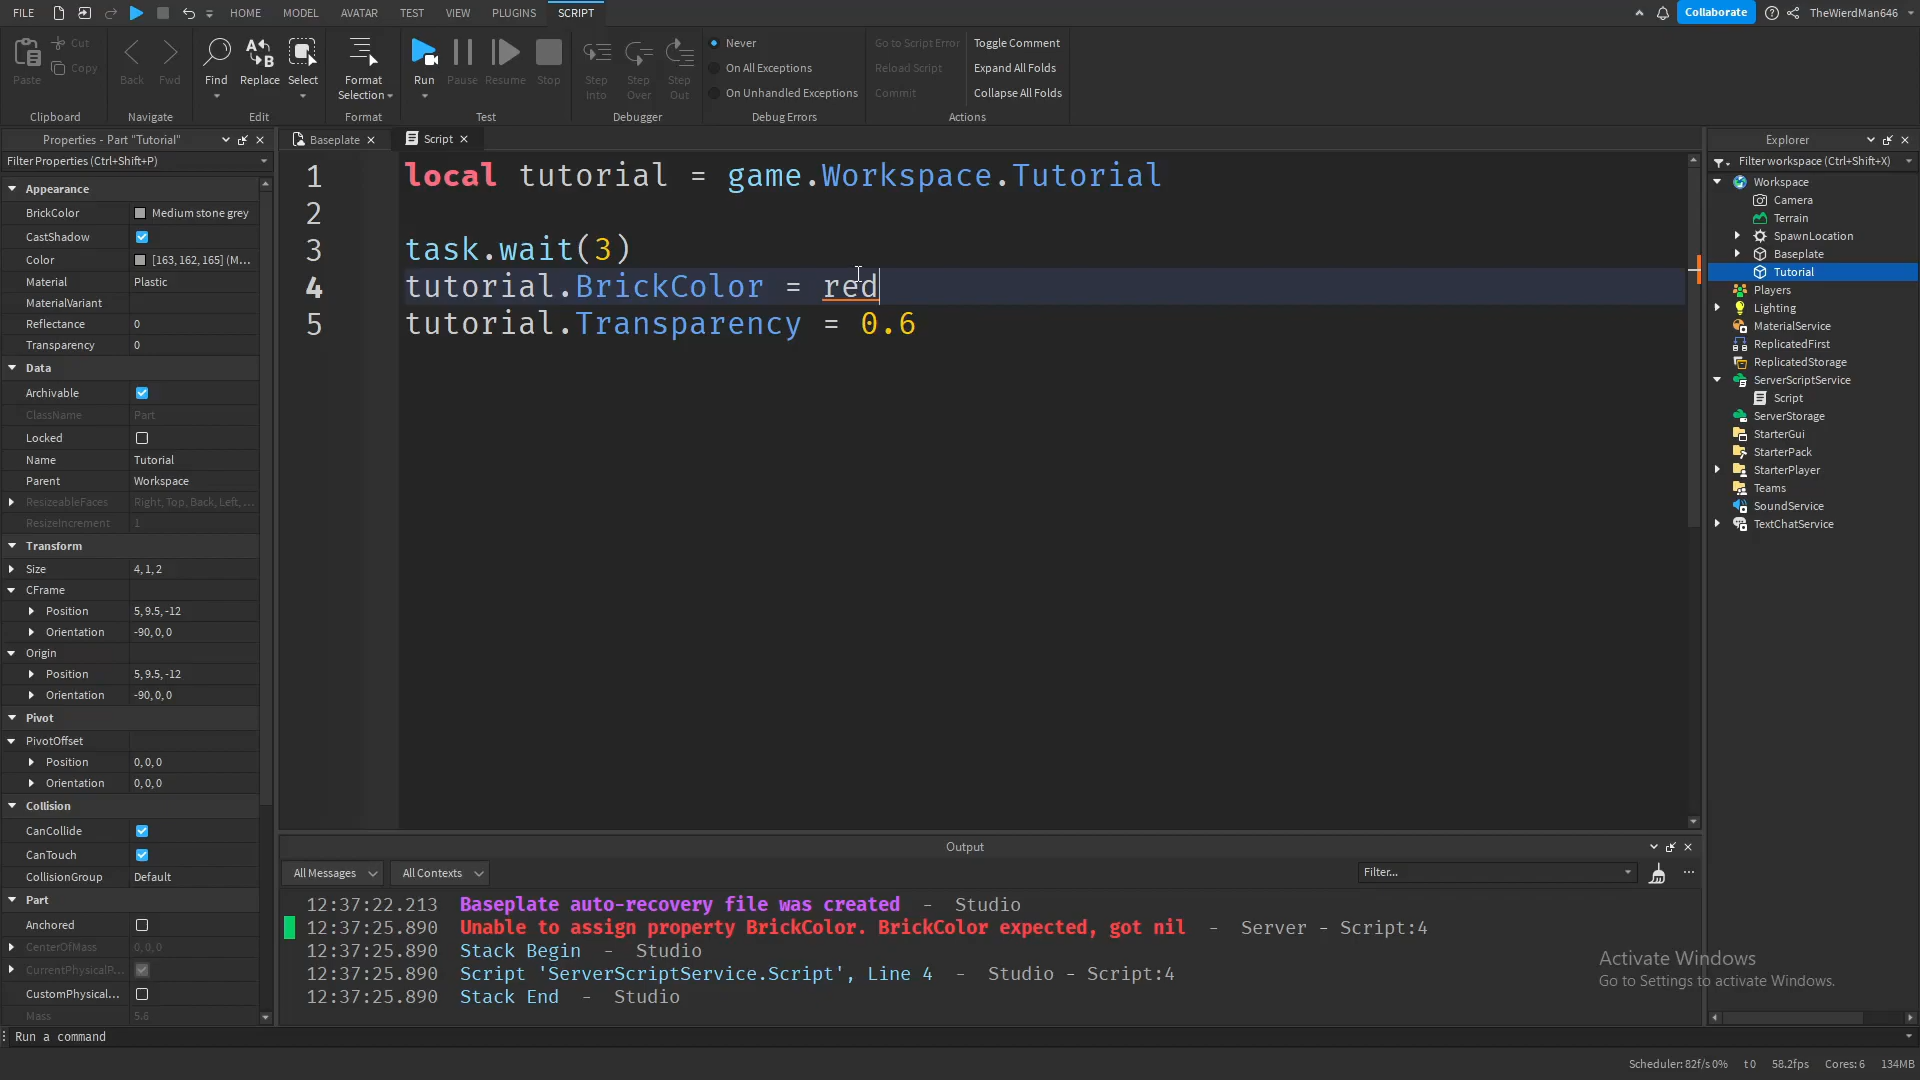 FILE HOME MODEL AVATAR TEST VIEW PLUGINS SCRIPT Collaborate TheWierdMan646
Paste Cut Copy Back Fwd Find Replace Select Format Selection Run Pause Resume Stop Step Into Step Over Step Out
Never Go to Script Error Toggle Comment
On All Exceptions Reload Script Expand All Folds
On Unhandled Exceptions Commit Collapse All Folds
Clipboard Navigate Edit Format Test Debugger Debug Errors Actions
Properties - Part "Tutorial"
Filter Properties (Ctrl+Shift+P)
Appearance
BrickColor Medium stone grey
CastShadow
Color [163, 162, 165] (M...
Material Plastic
MaterialVariant
Reflectance 0
Transparency 0
Data
Archivable
ClassName Part
Locked
Name Tutorial
Parent Workspace
ResizeableFaces Right, Top, Back, Left, ...
ResizeIncrement 1
Transform
Size 4, 1, 2
CFrame
Position 5, 9.5, -12
Orientation -90, 0, 0
Origin
Position 5, 9.5, -12
Orientation -90, 0, 0
Pivot
PivotOffset
Position 0, 0, 0
Orientation 0, 0, 0
Collision
CanCollide
CanTouch
CollisionGroup Default
Part
Anchored
CenterOfMass 0, 0, 0
CurrentPhysicalP...
CustomPhysical...
Mass 5.6
Baseplate Script
1 local tutorial = game.Workspace.Tutorial
2
3 task.wait(3)
4 tutorial.BrickColor = red
5 tutorial.Transparency = 0.6
Output
All Messages All Contexts Filter...
12:37:22.213 Baseplate auto-recovery file was created - Studio
12:37:25.890 Unable to assign property BrickColor. BrickColor expected, got nil - Server - Script:4
12:37:25.890 Stack Begin - Studio
12:37:25.890 Script 'ServerScriptService.Script', Line 4 - Studio - Script:4
12:37:25.890 Stack End - Studio
Explorer
Filter workspace (Ctrl+Shift+X)
Workspace
Camera
Terrain
SpawnLocation
Baseplate
Tutorial
Players
Lighting
MaterialService
ReplicatedFirst
ReplicatedStorage
ServerScriptService
Script
ServerStorage
StarterGui
StarterPack
StarterPlayer
Teams
SoundService
TextChatService
Activate Windows
Go to Settings to activate Windows.
Run a command
Scheduler: 82f/s 0% t 0 58.2fps Cores: 6 134MB